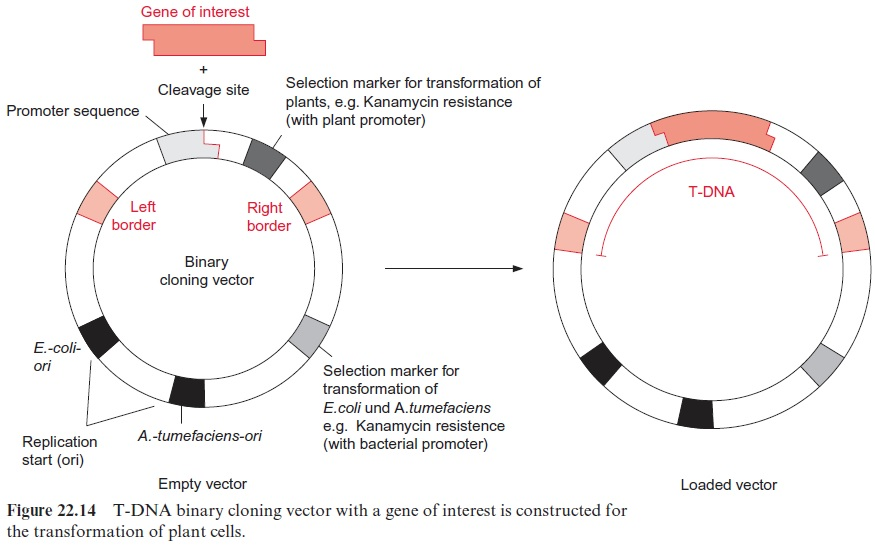 Gene of interest
+
Cleavage site
Promoter sequence
Selection marker for transformation of
plants, e.g. Kanamycin resistance
(with plant promoter)
Left
border
Right
border
Binary
cloning vector
T-DNA
E.-coli-
ori
Selection marker for
transformation of
E.coli und A.tumefaciens
e.g. Kanamycin resistence
(with bacterial promoter)
Replication
start (ori)
A.-tumefaciens-ori
Empty vector
Loaded vector
Figure 22.14 T-DNA binary cloning vector with a gene of interest is constructed for
the transformation of plant cells.